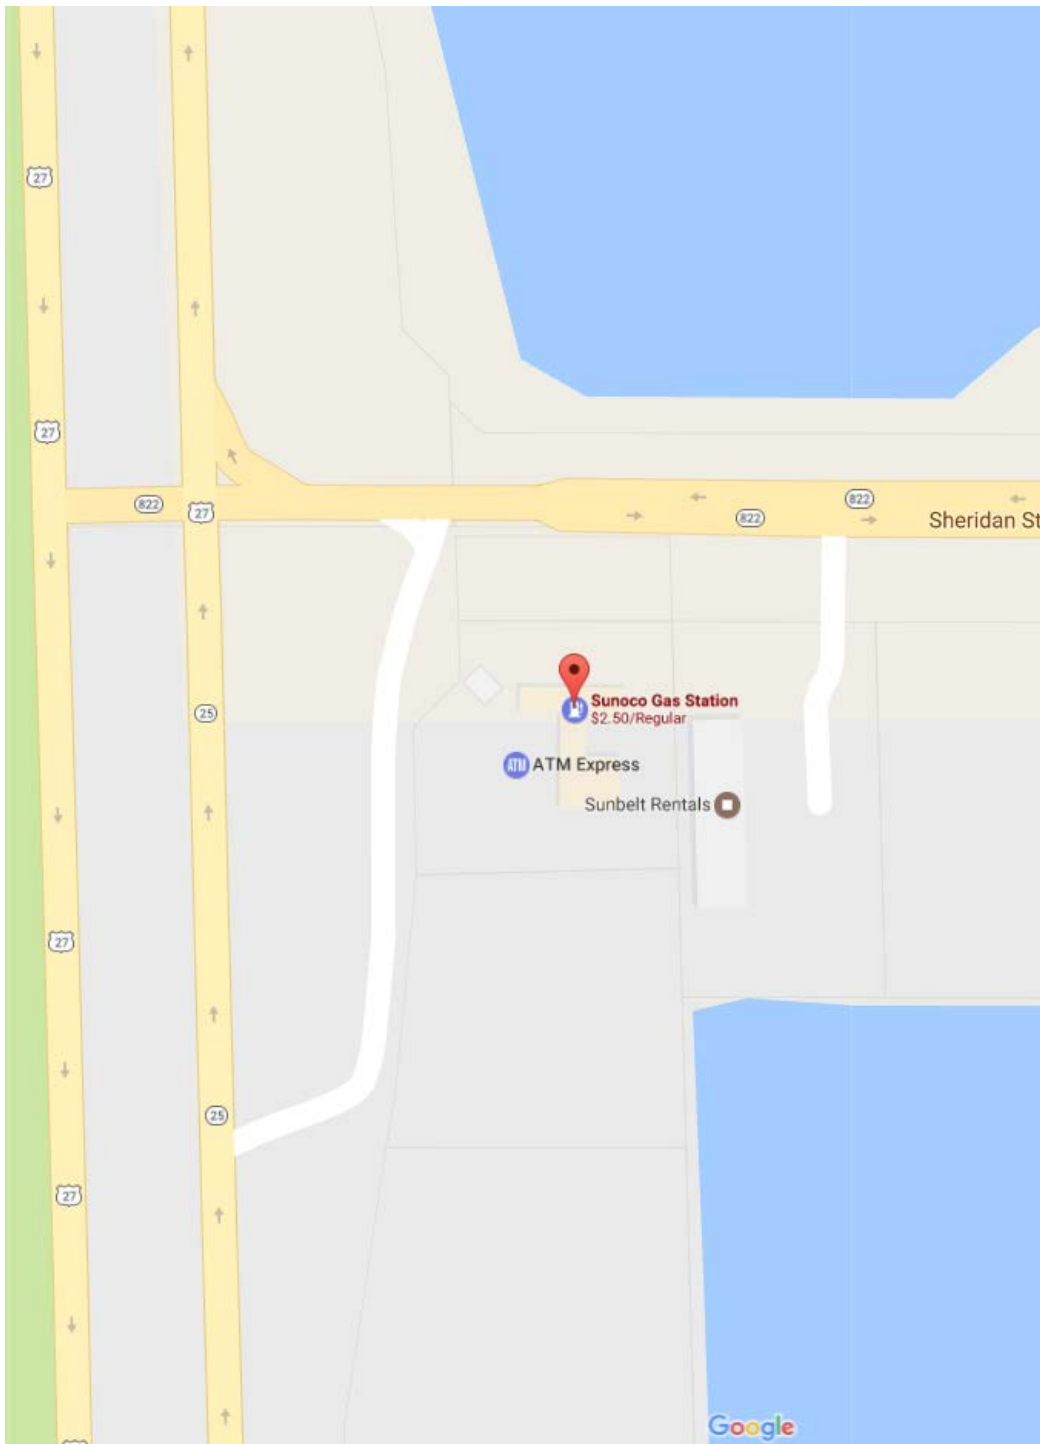 27
27
822
27
822
822
Sheridan St
25
Sunoco Gas Station
$2.50/Regular
ATM
ATM Express
Sunbelt Rentals
27
25
27
Google